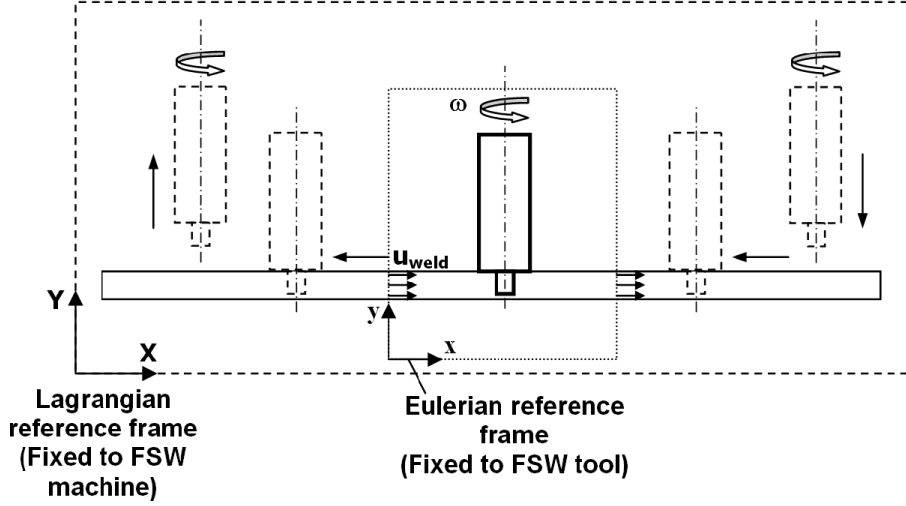 ω
u_weld
Y
X
y
x
Lagrangian
reference frame
(Fixed to FSW
machine)
Eulerian reference
frame
(Fixed to FSW tool)